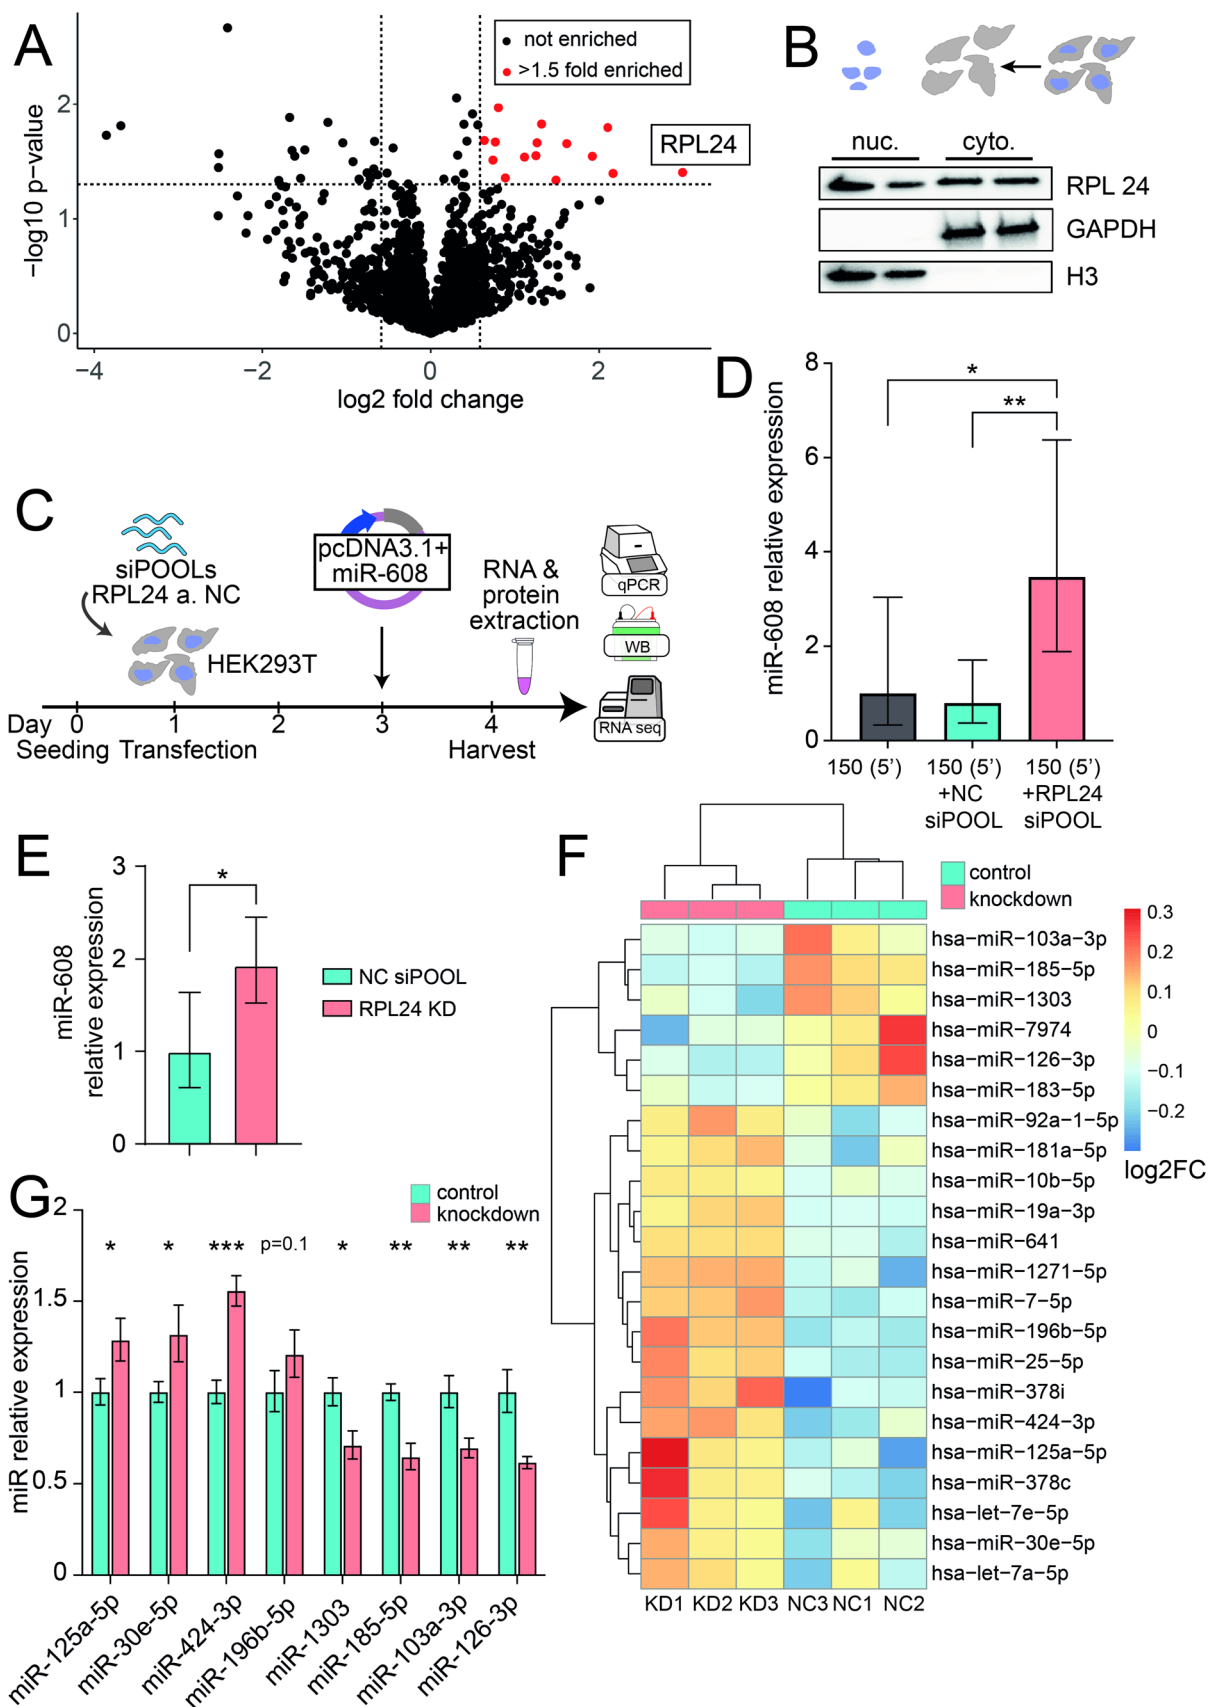 A
not enriched
>1.5 fold enriched
RPL24
−log10 p−value
2
1
0
−4
−2
0
2
log2 fold change
B
nuc.
cyto.
RPL 24
GAPDH
H3
C
siPOOLs
RPL24 a. NC
HEK293T
pcDNA3.1+
miR-608
RNA &
protein
extraction
qPCR
WB
RNA seq
Day
0
1
2
3
4
Seeding
Transfection
Harvest
D
miR-608 relative expression
8
6
4
2
0
*
**
150 (5’)
150 (5’)
+NC
siPOOL
150 (5’)
+RPL24
siPOOL
E
miR-608
relative expression
3
2
1
0
*
NC siPOOL
RPL24 KD
F
control
knockdown
hsa−miR−103a−3p
hsa−miR−185−5p
hsa−miR−1303
hsa−miR−7974
hsa−miR−126−3p
hsa−miR−183−5p
hsa−miR−92a−1−5p
hsa−miR−181a−5p
hsa−miR−10b−5p
hsa−miR−19a−3p
hsa−miR−641
hsa−miR−1271−5p
hsa−miR−7−5p
hsa−miR−196b−5p
hsa−miR−25−5p
hsa−miR−378i
hsa−miR−424−3p
hsa−miR−125a−5p
hsa−miR−378c
hsa−let−7e−5p
hsa−miR−30e−5p
hsa−let−7a−5p
KD1
KD2
KD3
NC3
NC1
NC2
0.3
0.2
0.1
0
−0.1
−0.2
log2FC
G
control
knockdown
miR relative expression
2
1.5
1
0.5
0
*
*
***
p=0.1
*
**
**
**
miR-125a-5p
miR-30e-5p
miR-424-3p
miR-196b-5p
miR-1303
miR-185-5p
miR-103a-3p
miR-126-3p